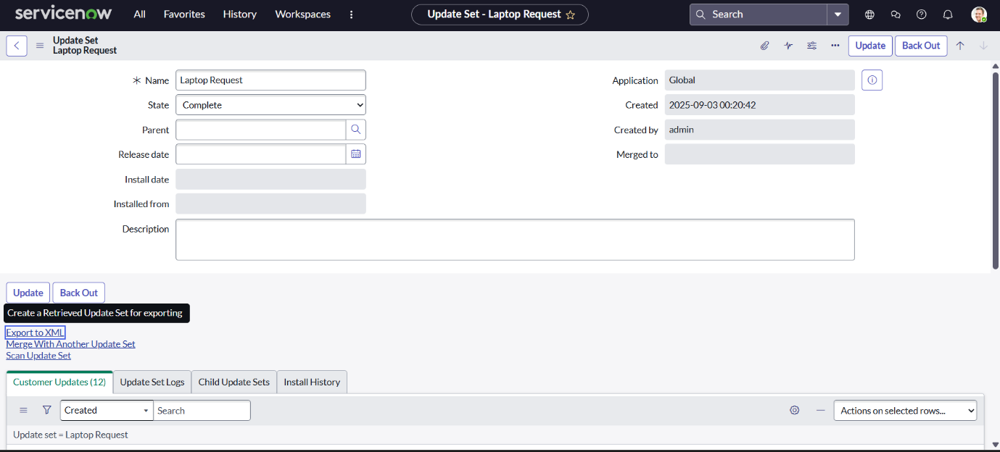 servicenow All Favorites History Workspaces Update Set - Laptop Request Search
Update Set
Laptop Request
Update Back Out
Name Laptop Request
State Complete
Parent
Release date
Install date
Installed from
Description
Application Global
Created 2025-09-03 00:20:42
Created by admin
Merged to
Update Back Out
Create a Retrieved Update Set for exporting
Export to XML
Merge With Another Update Set
Scan Update Set
Customer Updates (12) Update Set Logs Child Update Sets Install History
Created Search Actions on selected rows...
Update set = Laptop Request